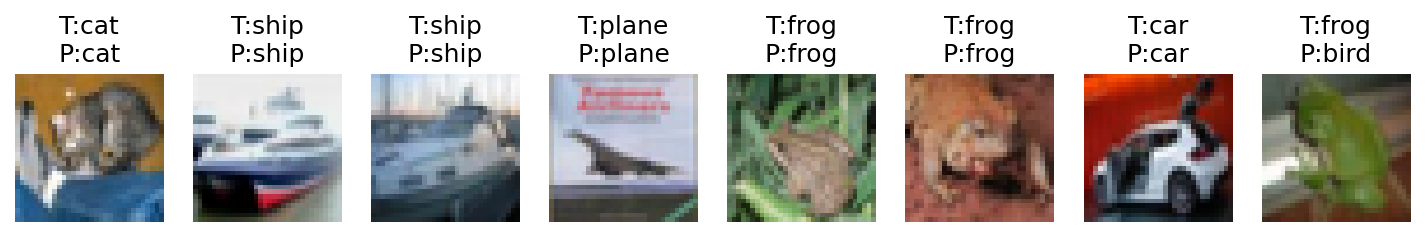 T:cat
P:cat
T:ship
P:ship
T:ship
P:ship
T:plane
P:plane
T:frog
P:frog
T:frog
P:frog
T:car
P:car
T:frog
P:bird